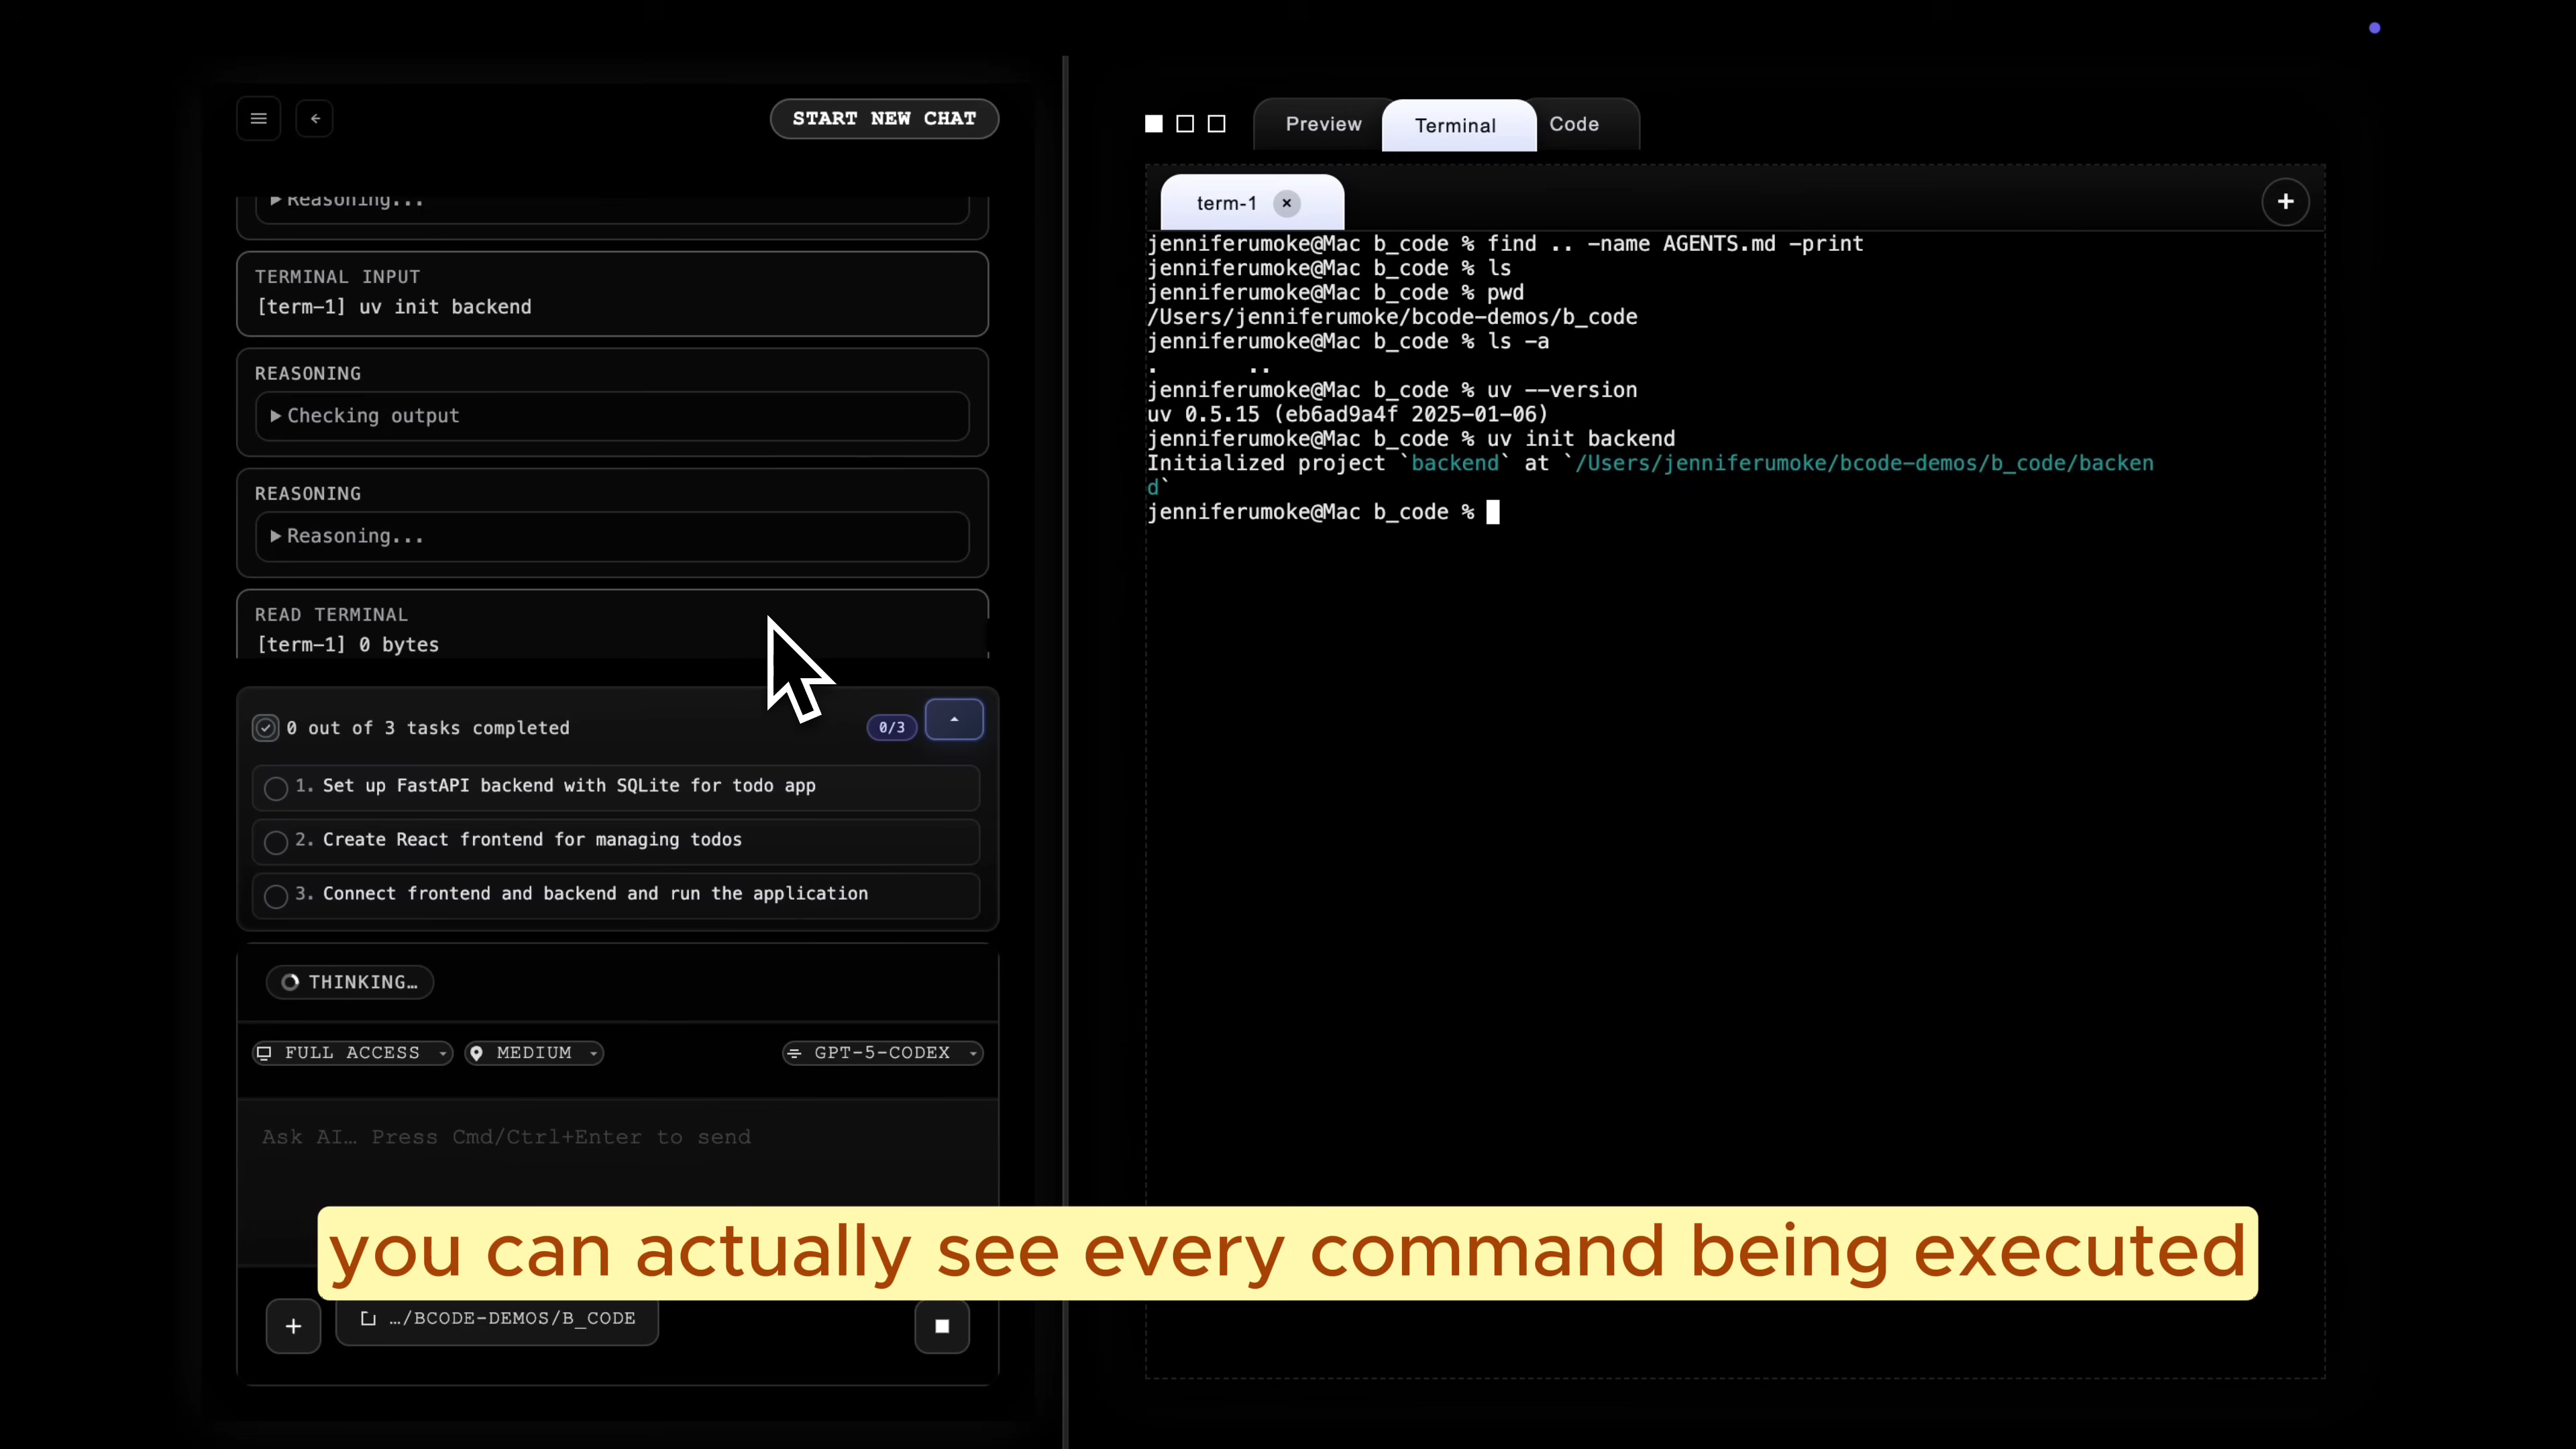 START NEW CHAT
Reasoning...
TERMINAL INPUT
[term-1] uv init backend
REASONING
Checking output
REASONING
Reasoning...
READ TERMINAL
[term-1] 0 bytes
0 out of 3 tasks completed
0/3
1. Set up FastAPI backend with SQLite for todo app
2. Create React frontend for managing todos
3. Connect frontend and backend and run the application
THINKING…
FULL ACCESS
MEDIUM
GPT-5-CODEX
Ask AI… Press Cmd/Ctrl+Enter to send
…/BCODE-DEMOS/B_CODE
Preview
Terminal
Code
term-1
jenniferumoke@Mac b_code % find .. -name AGENTS.md -print
jenniferumoke@Mac b_code % ls
jenniferumoke@Mac b_code % pwd
/Users/jenniferumoke/bcode-demos/b_code
jenniferumoke@Mac b_code % ls -a
. ..
jenniferumoke@Mac b_code % uv --version
uv 0.5.15 (eb6ad9a4f 2025-01-06)
jenniferumoke@Mac b_code % uv init backend
Initialized project `backend` at `/Users/jenniferumoke/bcode-demos/b_code/backen
d`
jenniferumoke@Mac b_code %
you can actually see every command being executed